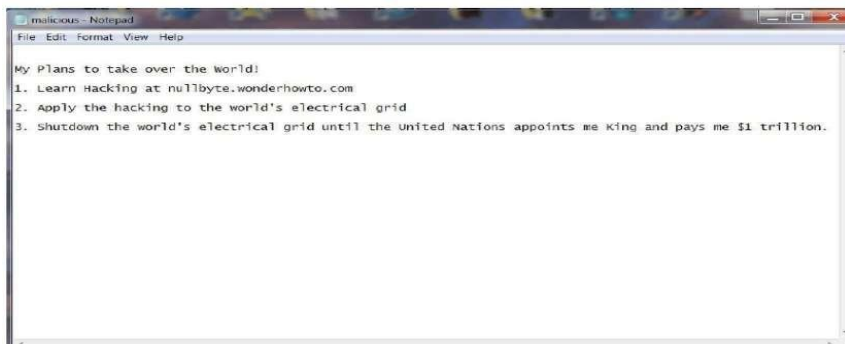 malicious - Notepad
File Edit Format View Help
My Plans to take over the World!
1. Learn Hacking at nullbyte.wonderhowto.com
2. Apply the hacking to the world's electrical grid
3. Shutdown the world's electrical grid until the United Nations appoints me King and pays me $1 trillion.